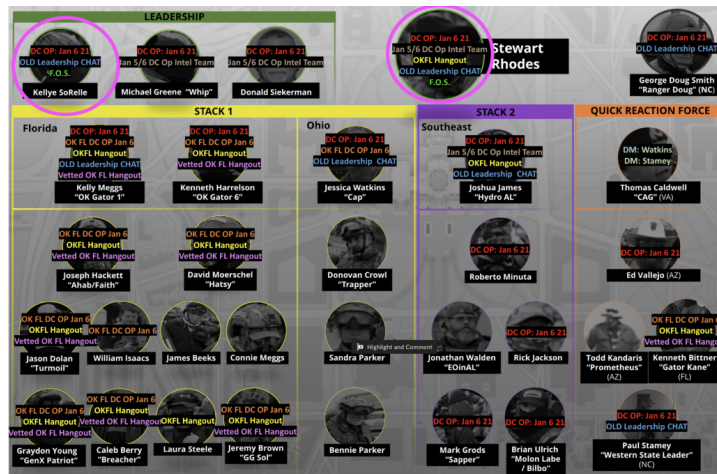 LEADERSHIP
DC OP: Jan 6 21
OLD Leadership CHAT
F.O.S.
Kellye SoRelle
DC OP: Jan 6 21
Jan 5/6 DC Op Intel Team
Michael Greene "Whip"
DC OP: Jan 6 21
Jan 5/6 DC Op Intel Team
Donald Siekerman
DC OP: Jan 6 21
Jan 5/6 DC Op Intel Team
OKFL Hangout
OLD Leadership CHAT
F.O.S.
Stewart
Rhodes
DC OP: Jan 6 21
OLD Leadership CHAT
George Doug Smith
"Ranger Doug" (NC)
STACK 1
Florida
DC OP: Jan 6 21
OK FL DC OP Jan 6
OKFL Hangout
OLD Leadership CHAT
Vetted OK FL Hangout
Kelly Meggs
"OK Gator 1"
DC OP: Jan 6 21
OK FL DC OP Jan 6
OKFL Hangout
Vetted OK FL Hangout
Kenneth Harrelson
"OK Gator 6"
Ohio
DC OP: Jan 6 21
OK FL DC OP Jan 6
OLD Leadership CHAT
Jessica Watkins
"Cap"
STACK 2
Southeast
DC OP: Jan 6 21
Jan 5/6 DC Op Intel Team
OKFL Hangout
OLD Leadership CHAT
Joshua James
"Hydro AL"
QUICK REACTION FORCE
DM: Watkins
DM: Stamey
Thomas Caldwell
"CAG" (VA)
OK FL DC OP Jan 6
OKFL Hangout
Vetted OK FL Hangout
Joseph Hackett
"Ahab/Faith"
OK FL DC OP Jan 6
OKFL Hangout
Vetted OK FL Hangout
David Moerschel
"Hatsy"
Donovan Crowl
"Trapper"
DC OP: Jan 6 21
Roberto Minuta
DC OP: Jan 6 21
Ed Vallejo (AZ)
OK FL DC OP Jan 6
OKFL Hangout
Vetted OK FL Hangout
Jason Dolan
"Turmoil"
OK FL DC OP Jan 6
William Isaacs
James Beeks
Connie Meggs
Highlight and Comment
Sandra Parker
Jonathan Walden
"EOinAL"
DC OP: Jan 6 21
Rick Jackson
Todd Kandaris
"Prometheus"
(AZ)
OK FL DC OP Jan 6
OKFL Hangout
Vetted OK FL Hangout
Kenneth Bittner
"Gator Kane"
(FL)
OK FL DC OP Jan 6
OKFL Hangout
Vetted OK FL Hangout
Graydon Young
"GenX Patriot"
OK FL DC OP Jan 6
OKFL Hangout
Vetted OK FL Hangout
Caleb Berry
"Breacher"
OKFL Hangout
Laura Steele
OK FL DC OP Jan 6
OKFL Hangout
Vetted OK FL Hangout
Jeremy Brown
"GG Sol"
Bennie Parker
DC OP: Jan 6 21
Mark Grods
"Sapper"
DC OP: Jan 6 21
Brian Ulrich
"Molon Labe
/ Bilbo"
DC OP: Jan 6 21
OLD Leadership CHAT
Paul Stamey
"Western State Leader"
(NC)